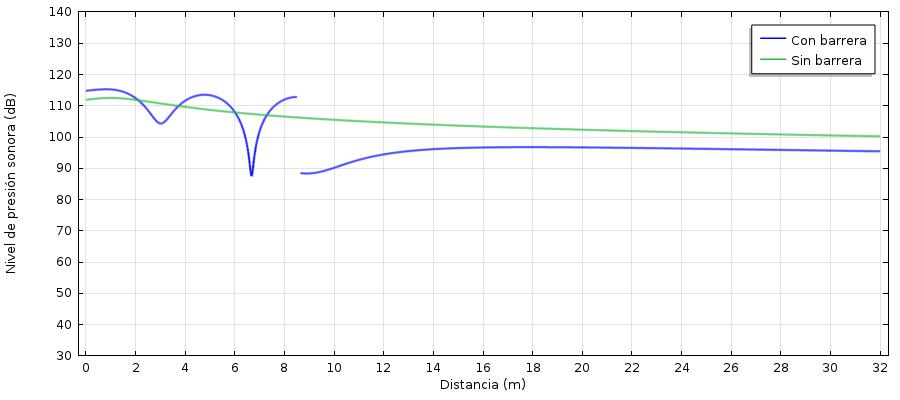 140
130
120
110
100
90
80
70
60
50
40
30
Nivel de presión sonora (dB)
Con barrera
Sin barrera
0 2 4 6 8 10 12 14 16 18 20 22 24 26 28 30 32
Distancia (m)